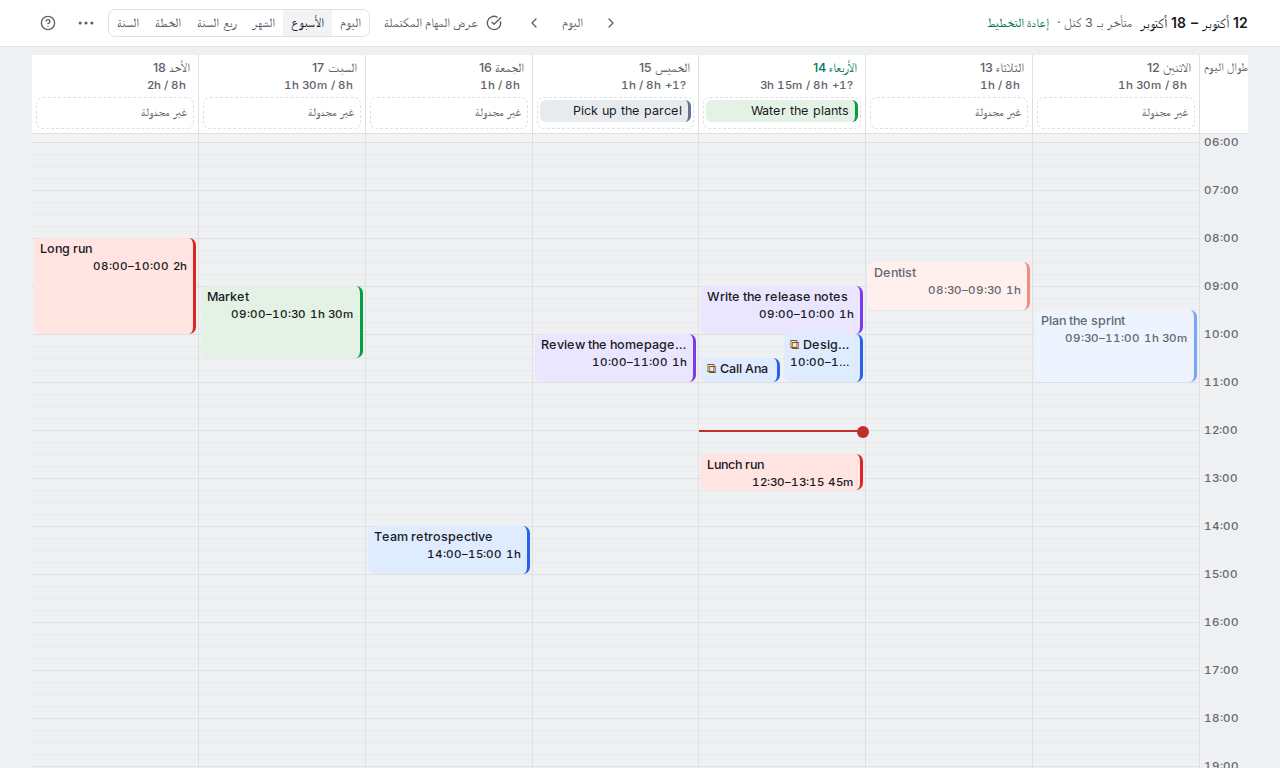 12 أكتوبر – 18 أكتوبر
متأخر بـ 3 كتل · إعادة التخطيط
اليوم
عرض المهام المكتملة
اليوم
الأسبوع
الشهر
ربع السنة
الخطة
السنة
طوال اليوم
الاثنين 12
1h 30m / 8h
غير مجدولة
الثلاثاء 13
1h / 8h
غير مجدولة
الأربعاء 14
3h 15m / 8h +1?
Water the plants
الخميس 15
1h / 8h +1?
Pick up the parcel
الجمعة 16
1h / 8h
غير مجدولة
السبت 17
1h 30m / 8h
غير مجدولة
الأحد 18
2h / 8h
غير مجدولة
06:00
07:00
08:00
09:00
10:00
11:00
12:00
13:00
14:00
15:00
16:00
17:00
18:00
19:00
Plan the sprint
09:30–11:00 1h 30m
Dentist
08:30–09:30 1h
Write the release notes
09:00–10:00 1h
Desig...
10:00–1...
Call Ana
Lunch run
12:30–13:15 45m
Review the homepage...
10:00–11:00 1h
Team retrospective
14:00–15:00 1h
Market
09:00–10:30 1h 30m
Long run
08:00–10:00 2h